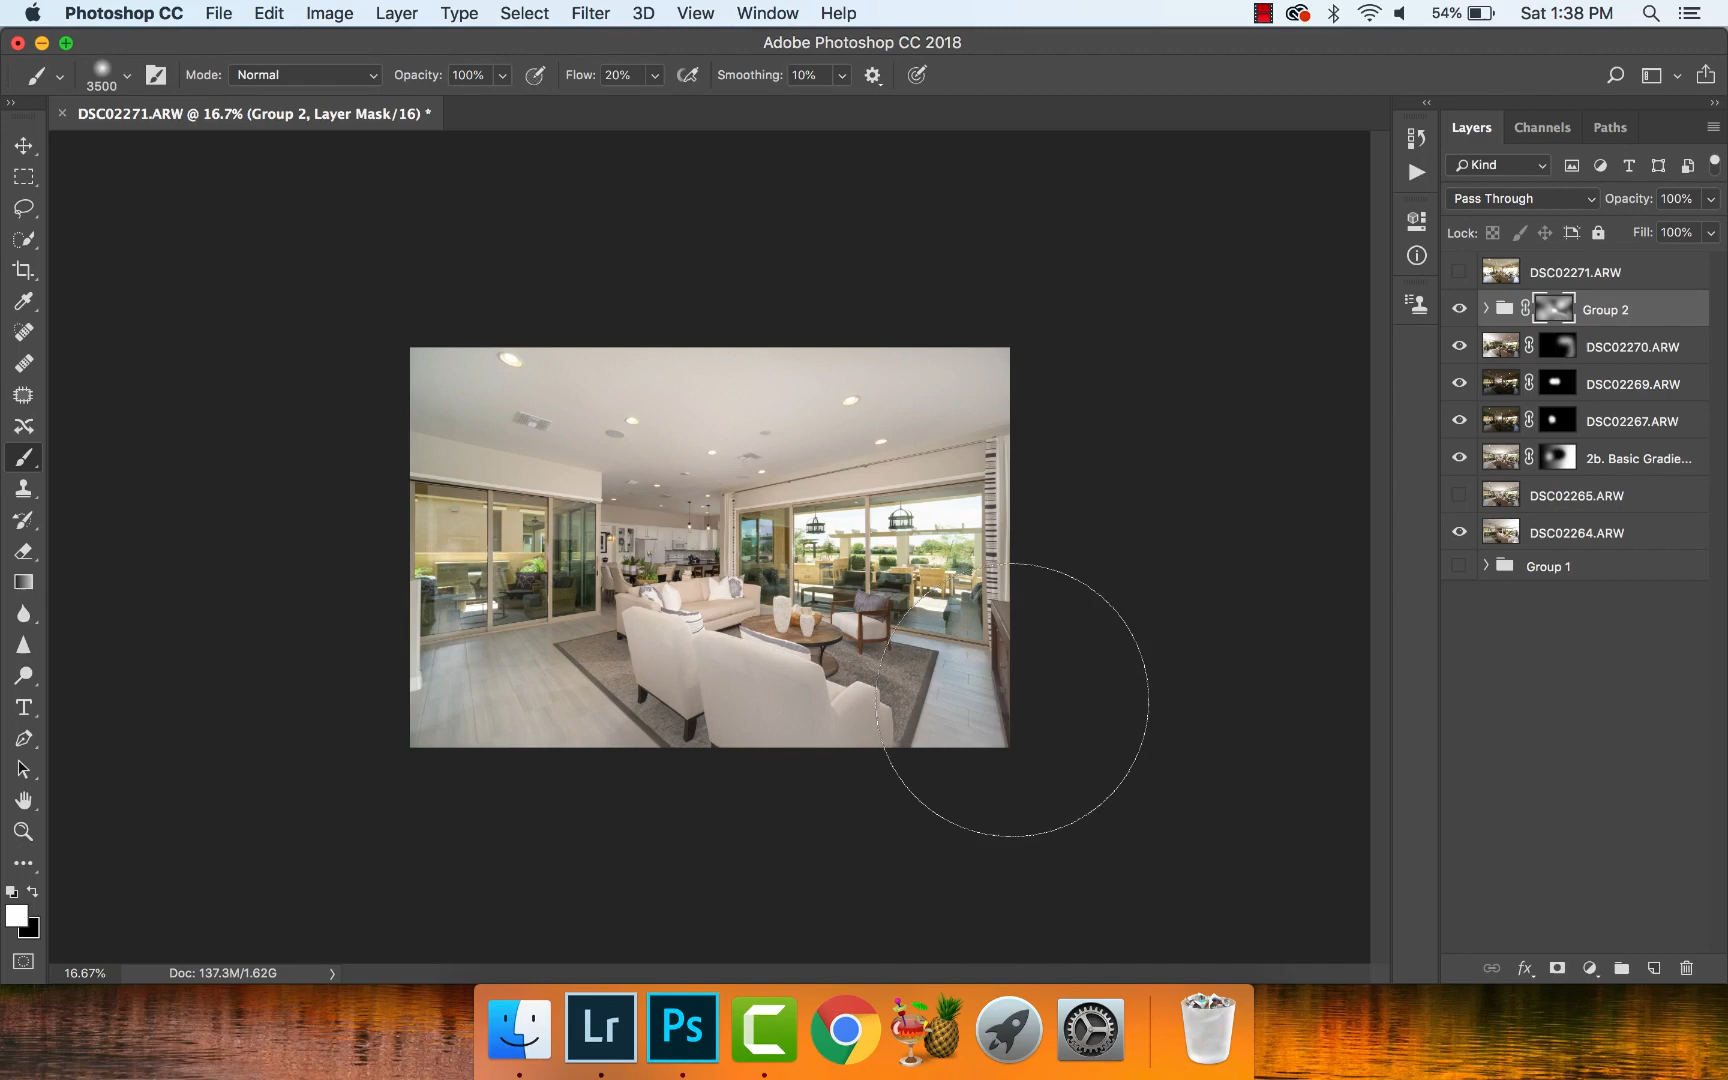 Photoshop CC File Edit Image Layer Type Select Filter 3D View Window Help 54% Sat 1:38 PM
Adobe Photoshop CC 2018
3500 Mode: Normal Opacity: 100% Flow: 20% Smoothing: 10%
DSC02271.ARW @ 16.7% (Group 2, Layer Mask/16) *
Layers Channels Paths
Kind
Pass Through Opacity: 100%
Lock: Fill: 100%
DSC02271.ARW
Group 2
DSC02270.ARW
DSC02269.ARW
DSC02267.ARW
2b. Basic Gradie...
DSC02265.ARW
DSC02264.ARW
Group 1
16.67% Doc: 137.3M/1.62G
fx
Lr Ps C